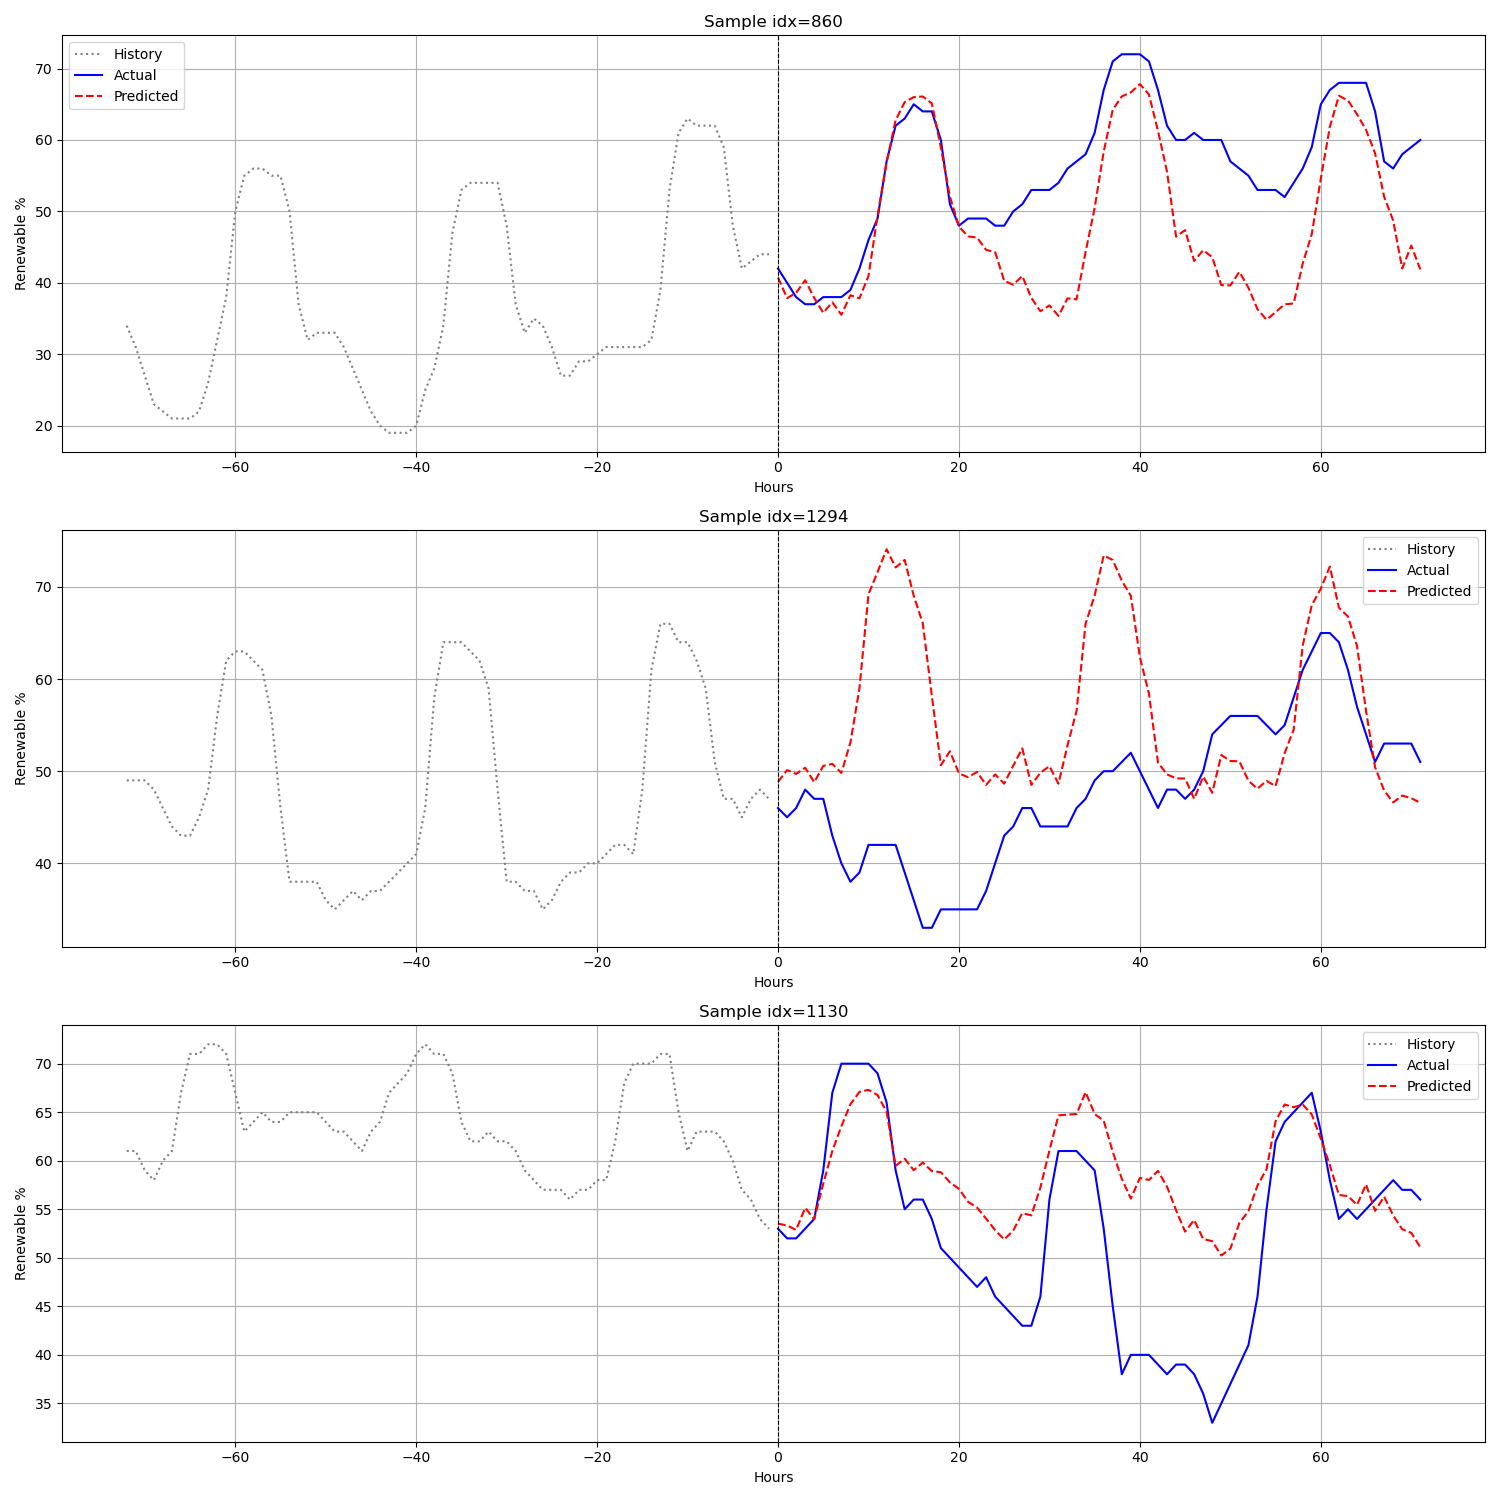 Sample idx=860
History
Actual
Predicted
Renewable %
70
60
50
40
30
20
−60 −40 −20 0 20 40 60
Hours
Sample idx=1294
History
Actual
Predicted
Renewable %
70
60
50
40
−60 −40 −20 0 20 40 60
Hours
Sample idx=1130
History
Actual
Predicted
Renewable %
70
65
60
55
50
45
40
35
−60 −40 −20 0 20 40 60
Hours